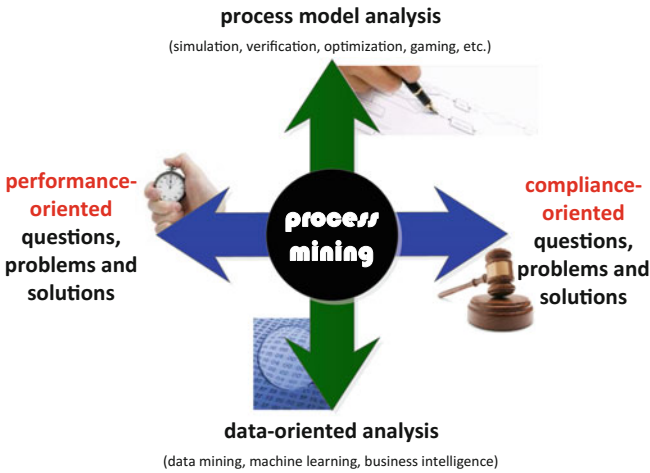 process model analysis
(simulation, verification, optimization, gaming, etc.)
performance-
oriented
questions,
problems and
solutions
process
mining
compliance-
oriented
questions,
problems and
solutions
data-oriented analysis
(data mining, machine learning, business intelligence)